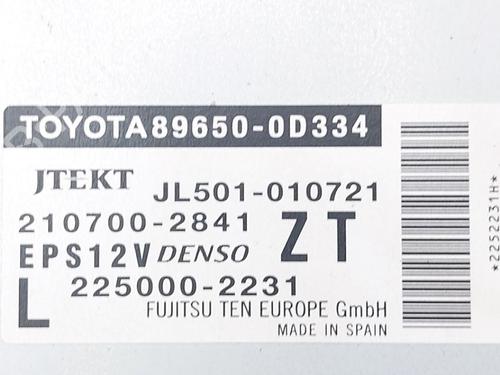 TOYOTA89650-0D334
JTEKT JL501-010721
210700-2841 ZT
EPS12V DENSO
L 225000-2231
FUJITSU TEN EUROPE GmbH
MADE IN SPAIN
*2252231H*